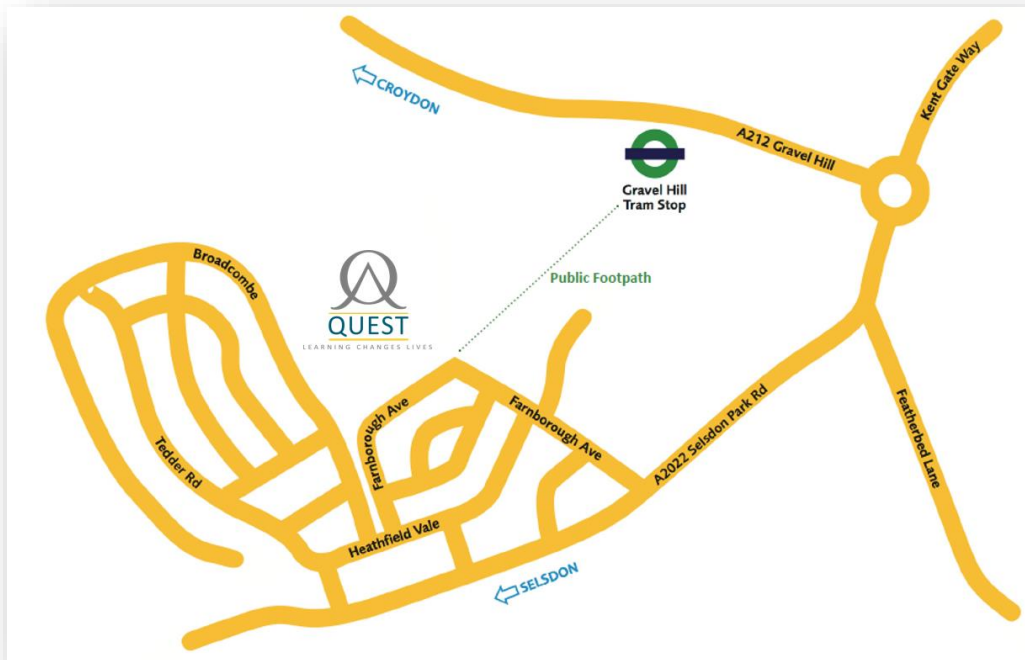 Kent Gate Way
CROYDON
A212 Gravel Hill
Gravel Hill
Tram Stop
Broadcombe
Public Footpath
QUEST
LEARNING CHANGES LIVES
Farnborough Ave
Farnborough Ave
A2022 Selsdon Park Rd
Featherbed Lane
Tedder Rd
Heathfield Vale
SELSDON